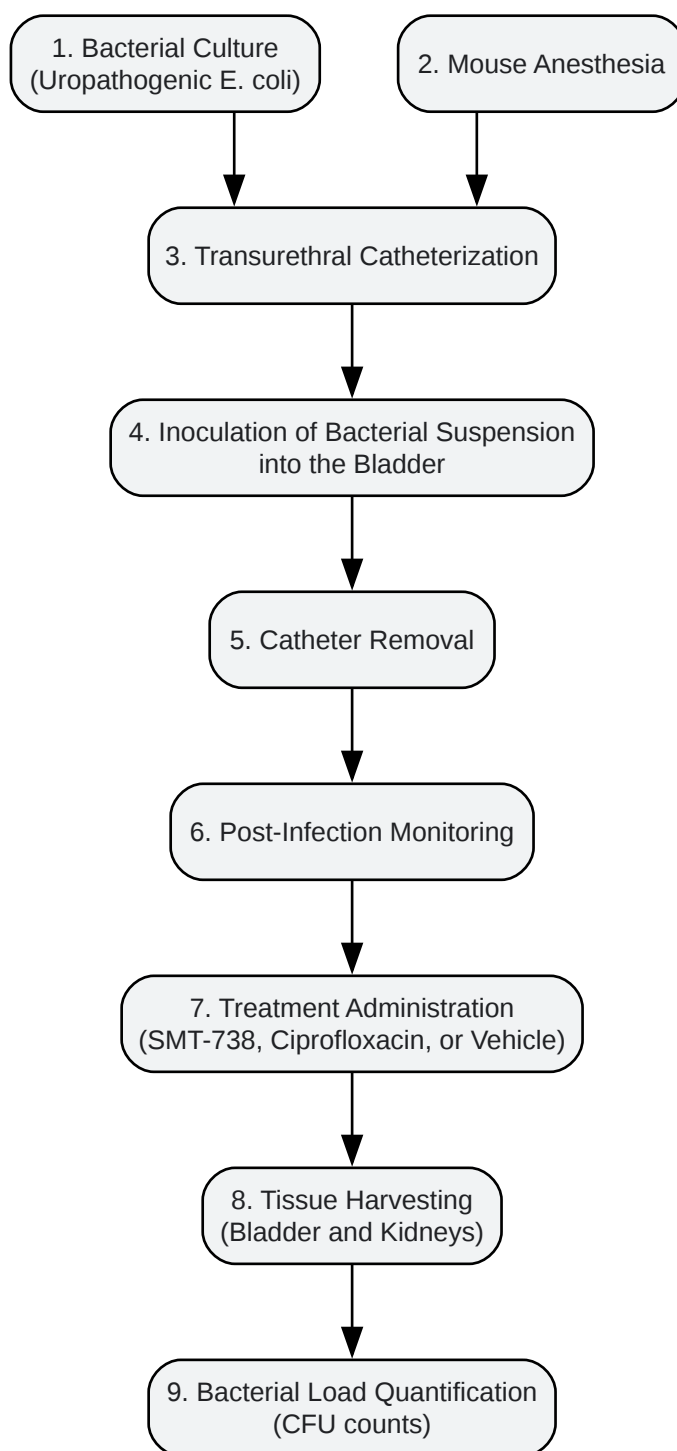 1. Bacterial Culture
(Uropathogenic E. coli)
2. Mouse Anesthesia
3. Transurethral Catheterization
4. Inoculation of Bacterial Suspension
into the Bladder
5. Catheter Removal
6. Post-Infection Monitoring
7. Treatment Administration
(SMT-738, Ciprofloxacin, or Vehicle)
8. Tissue Harvesting
(Bladder and Kidneys)
9. Bacterial Load Quantification
(CFU counts)